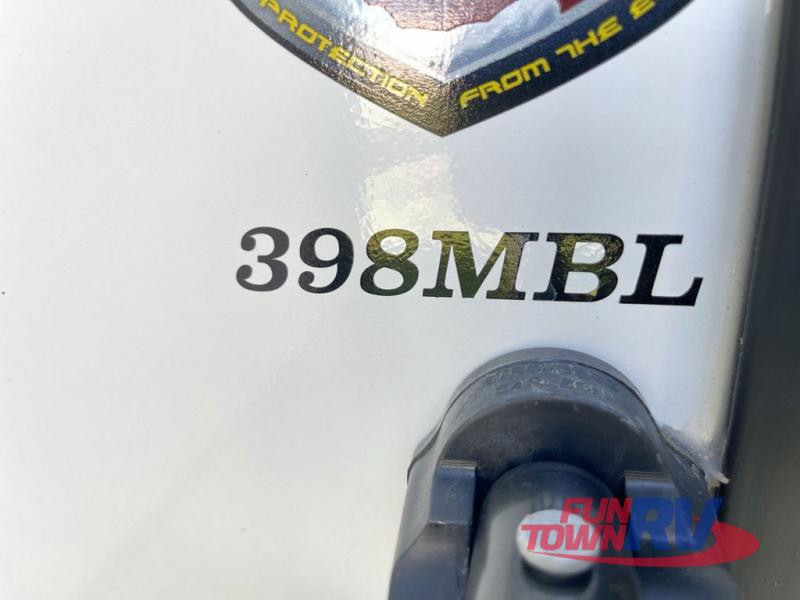 PROTECTION FROM THE
398MBL
FUN
TOWN RV